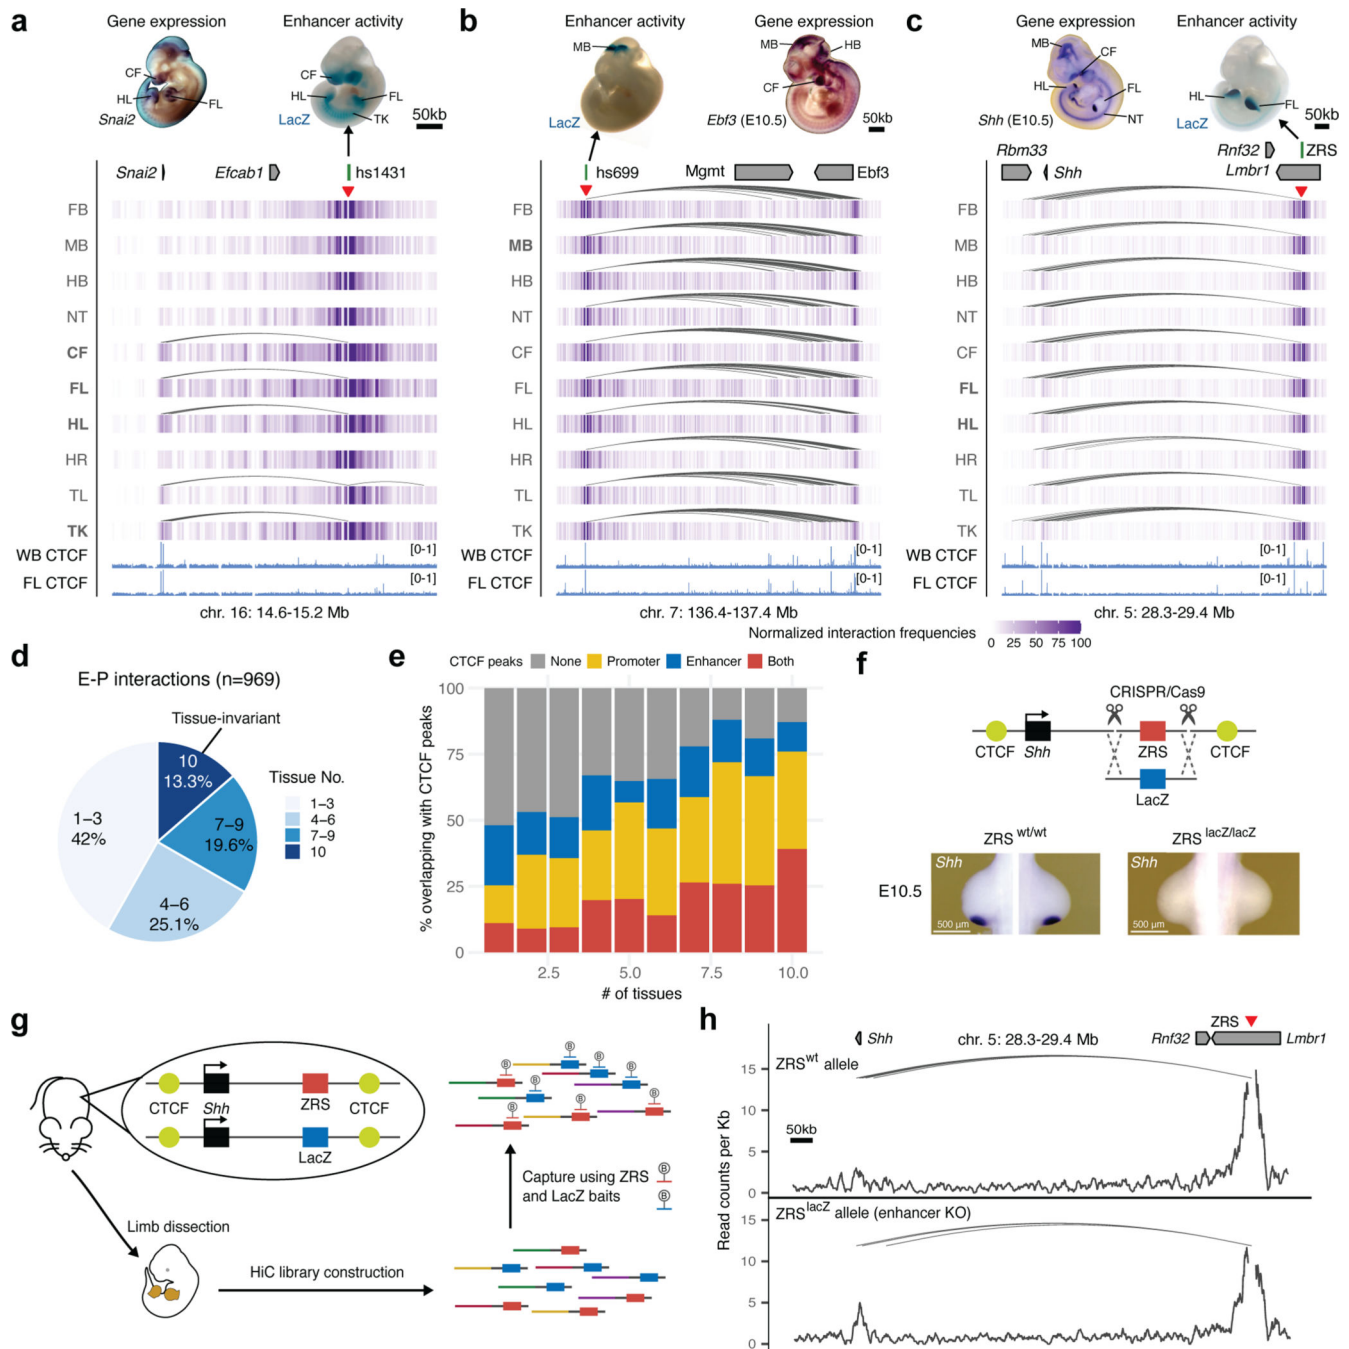 a
Gene expression
Enhancer activity
CF
HL
FL
Snai2
CF
HL
FL
TK
LacZ
50kb
Snai2
Efcab1
hs1431
FB
MB
HB
NT
CF
FL
HL
HR
TL
TK
WB CTCF
[0-1]
FL CTCF
[0-1]
chr. 16: 14.6-15.2 Mb
b
Enhancer activity
Gene expression
MB
LacZ
MB
HB
CF
Ebf3 (E10.5)
50kb
hs699
Mgmt
Ebf3
FB
MB
HB
NT
CF
FL
HL
HR
TL
TK
WB CTCF
[0-1]
FL CTCF
[0-1]
chr. 7: 136.4-137.4 Mb
c
Gene expression
Enhancer activity
MB
CF
HL
FL
NT
Shh (E10.5)
HL
FL
LacZ
50kb
Rbm33
Shh
Rnf32
ZRS
Lmbr1
FB
MB
HB
NT
CF
FL
HL
HR
TL
TK
WB CTCF
[0-1]
FL CTCF
[0-1]
chr. 5: 28.3-29.4 Mb
Normalized interaction frequencies
0 25 50 75 100
d
E-P interactions (n=969)
Tissue-invariant
10
13.3%
7–9
19.6%
4–6
25.1%
1–3
42%
Tissue No.
1–3
4–6
7–9
10
e
CTCF peaks None Promoter Enhancer Both
% overlapping with CTCF peaks
100
75
50
25
0
2.5 5.0 7.5 10.0
# of tissues
f
CRISPR/Cas9
CTCF Shh ZRS CTCF
LacZ
ZRS wt/wt
ZRS lacZ/lacZ
E10.5
Shh
500 µm
Shh
500 µm
g
CTCF Shh ZRS CTCF
LacZ
Limb dissection
HiC library construction
Capture using ZRS
and LacZ baits
B
B
B
B
B
B
B
B
B
B
h
ZRS
Shh
chr. 5: 28.3-29.4 Mb
Rnf32
Lmbr1
ZRS wt allele
50kb
Read counts per Kb
15
10
5
0
ZRS lacZ allele (enhancer KO)
15
10
5
0